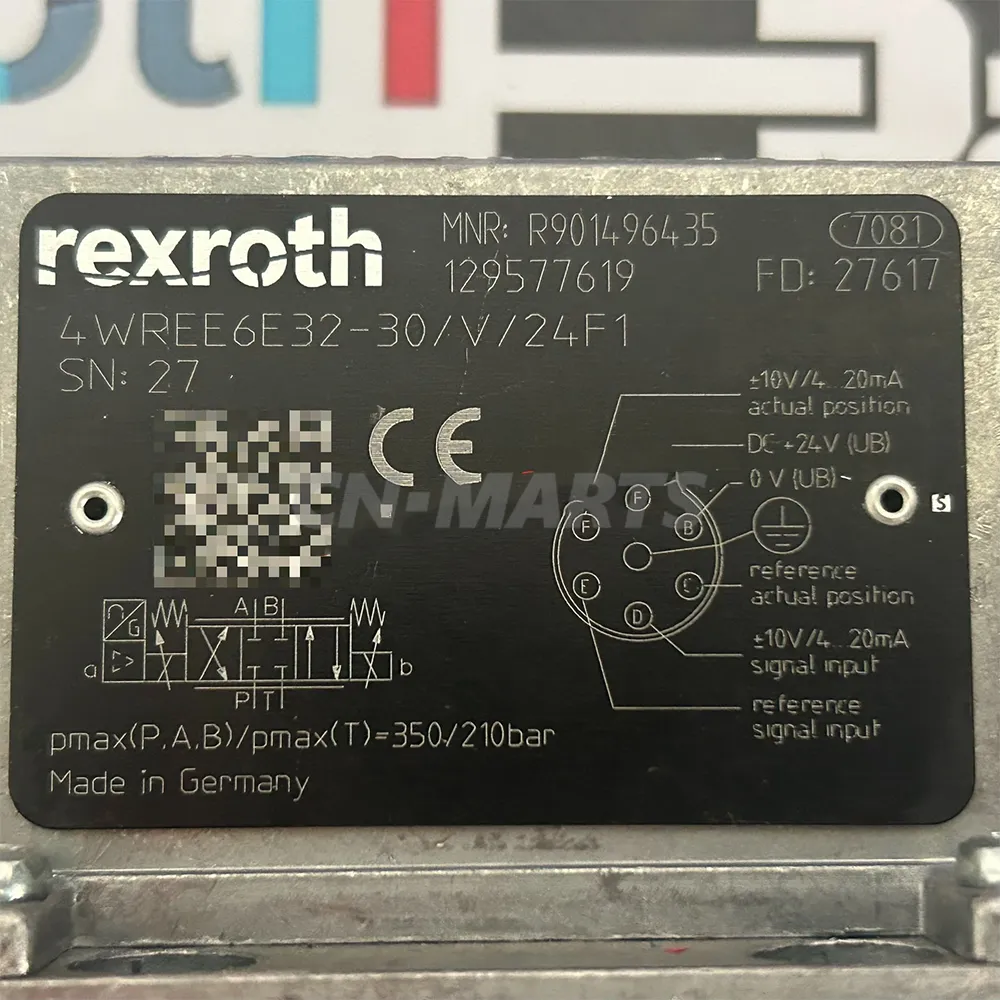 rexroth
MNR: R901496435
7081
129577619
FD: 27617
4WREE6E32-30/V/24F1
SN: 27
CE
±10V/4...20mA
actual position
DC +24V (UB)
0 V (UB)
EN-MARTS
F
F
B
S
E
C
D
reference
actual position
±10V/4...20mA
signal input
reference
signal input
A B
G
a
b
P T
pmax(P,A,B)/pmax(T)=350/210bar
Made in Germany